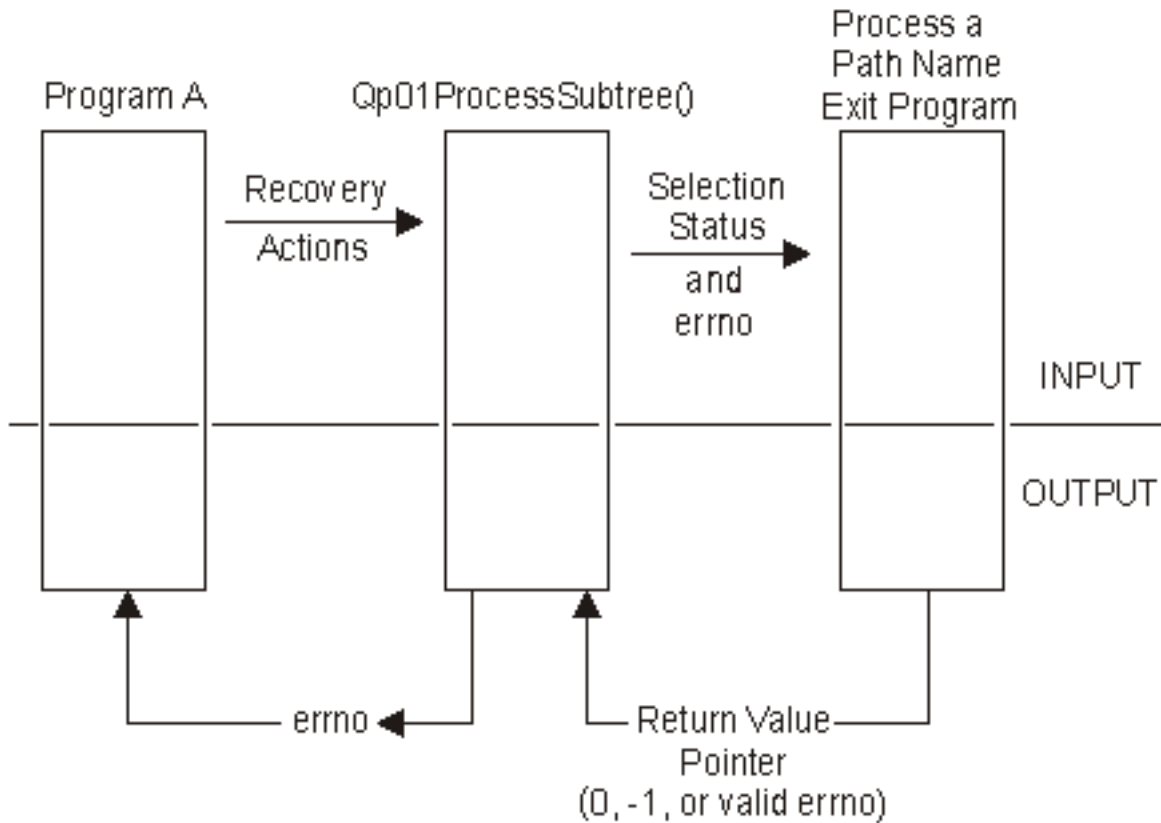 Program A
Qp01ProcessSubtree()
Process a
Path Name
Exit Program
Recovery
Actions
Selection
Status
and
errno
INPUT
OUTPUT
errno
Return Value
Pointer
(0, -1, or valid errno)